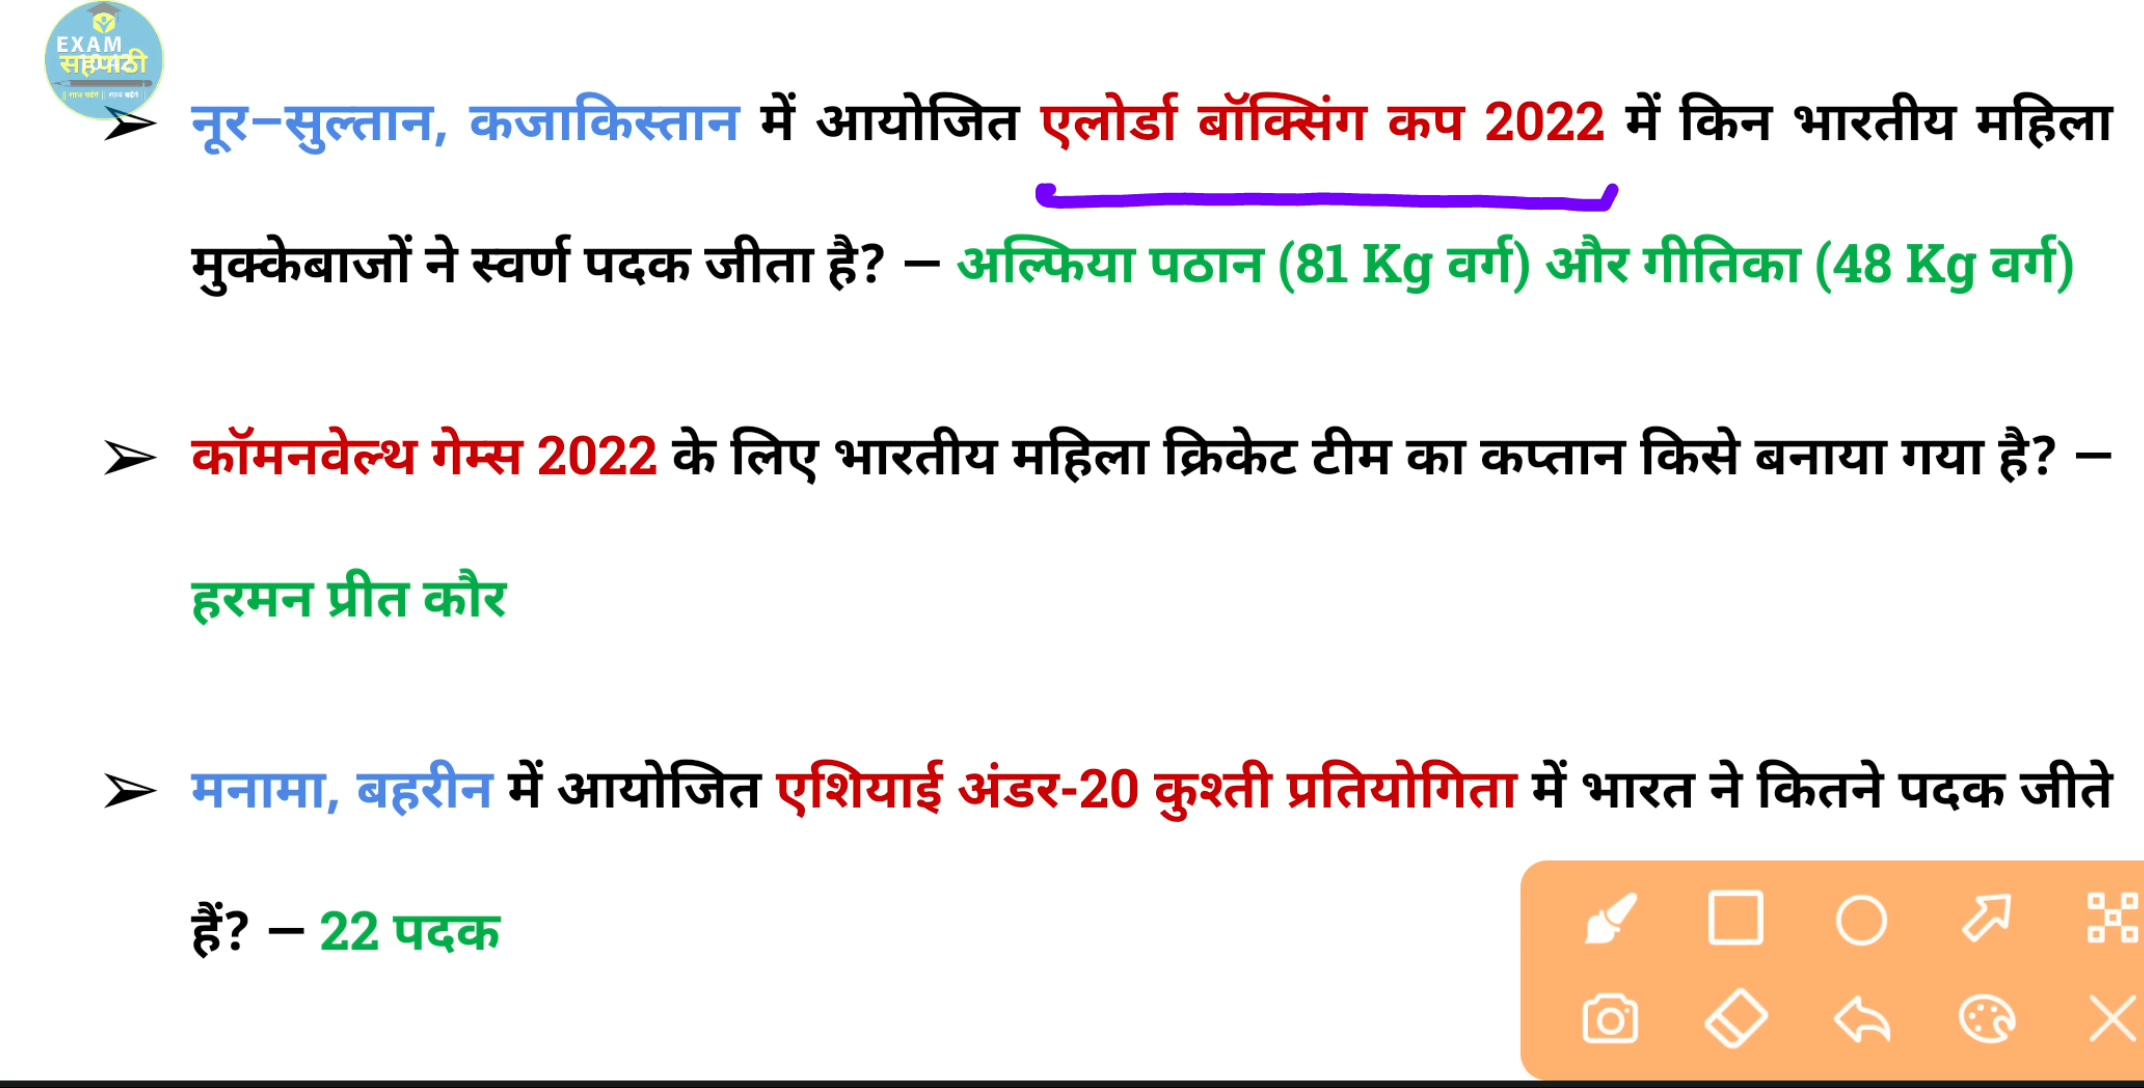 EXAM
सहपाठी
नूर–सुल्तान, कजाकिस्तान में आयोजित एलोर्डा बॉक्सिंग कप 2022 में किन भारतीय महिला
मुक्केबाजों ने स्वर्ण पदक जीता है? – अल्फिया पठान (81 Kg वर्ग) और गीतिका (48 Kg वर्ग)
कॉमनवेल्थ गेम्स 2022 के लिए भारतीय महिला क्रिकेट टीम का कप्तान किसे बनाया गया है? –
हरमन प्रीत कौर
मनामा, बहरीन में आयोजित एशियाई अंडर-20 कुश्ती प्रतियोगिता में भारत ने कितने पदक जीते
हैं? – 22 पदक